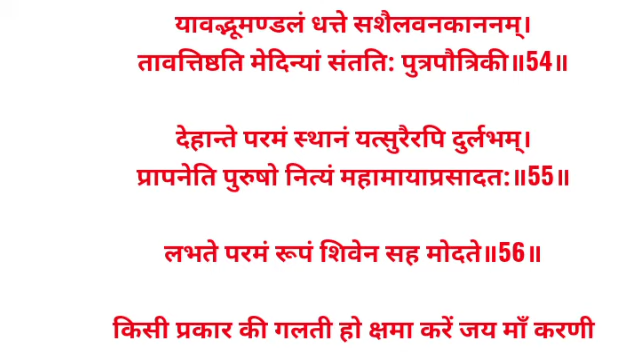 यावद्भूमण्डलं धत्ते सशैलवनकाननम्।
तावत्तिष्ठति मेदिन्यां संतति: पुत्रपौत्रिकी॥54॥
देहान्ते परमं स्थानं यत्सुरैरपि दुर्लभम्।
प्रापनेति पुरुषो नित्यं महामायाप्रसादत:॥55॥
लभते परमं रूपं शिवेन सह मोदते॥56॥
किसी प्रकार की गलती हो क्षमा करें जय माँ करणी